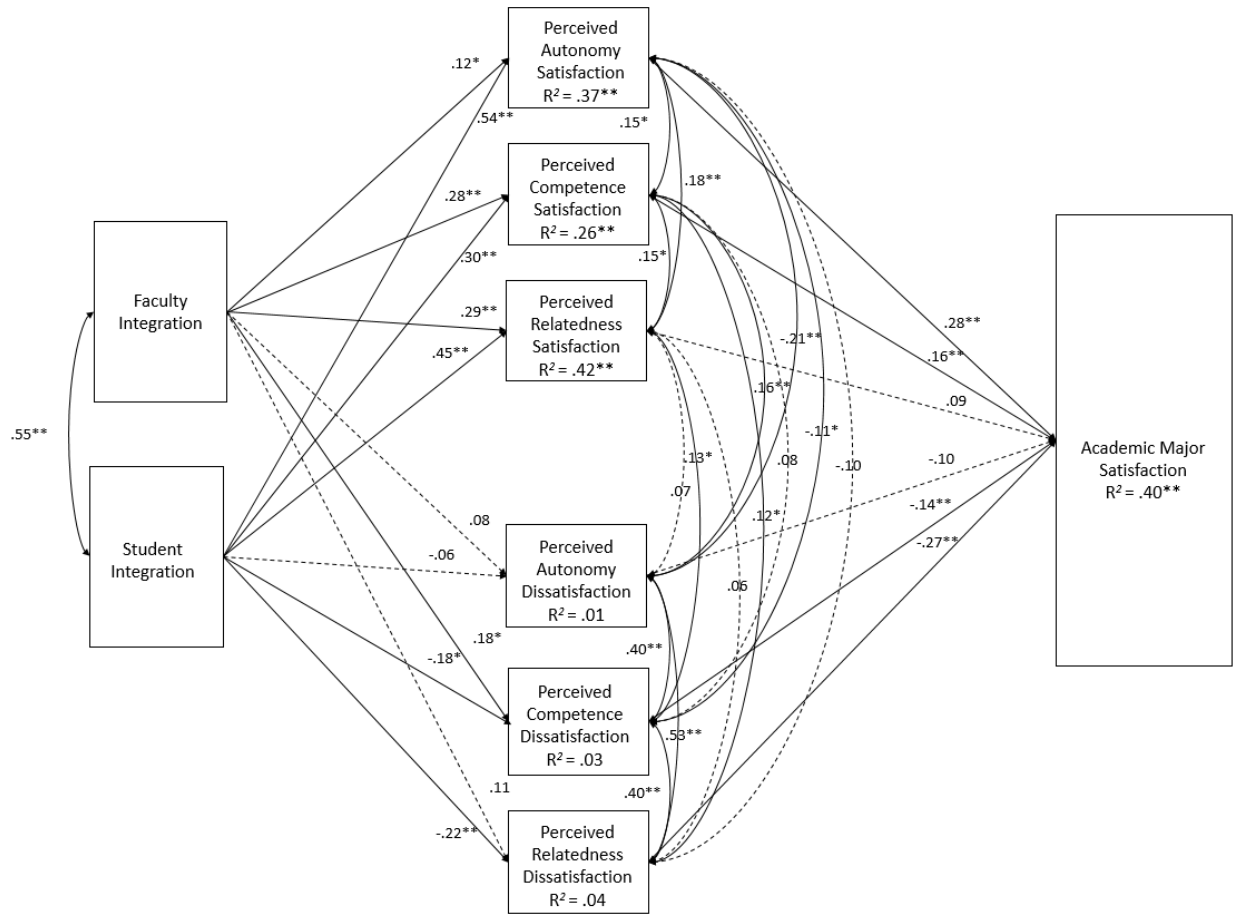 Perceived
Autonomy
Satisfaction
R² = .37**
.12*
.54**
.15*
Perceived
Competence
Satisfaction
R² = .26**
.28**
.30**
.18**
.15*
Faculty
Integration
Perceived
Relatedness
Satisfaction
R² = .42**
.29**
.45**
-.21**
.16**
.28**
.16**
.09
-.11*
-.10
.13*
.08
.07
.12*
-.10
-.14**
-.27**
Academic Major
Satisfaction
R² = .40**
.55**
Student
Integration
.08
-.06
Perceived
Autonomy
Dissatisfaction
R² = .01
.06
.18*
-.18*
.40**
Perceived
Competence
Dissatisfaction
R² = .03
.53**
.11
.40**
-.22**
Perceived
Relatedness
Dissatisfaction
R² = .04